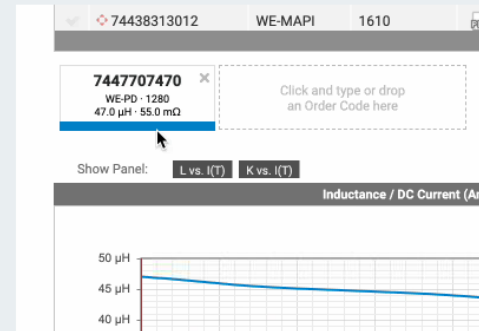 74438313012 WE-MAPI 1610
7447707470
WE-PD · 1280
47.0 µH · 55.0 mΩ
Click and type or drop
an Order Code here
Show Panel: L vs. I(T) K vs. I(T)
Inductance / DC Current
50 µH
45 µH
40 µH